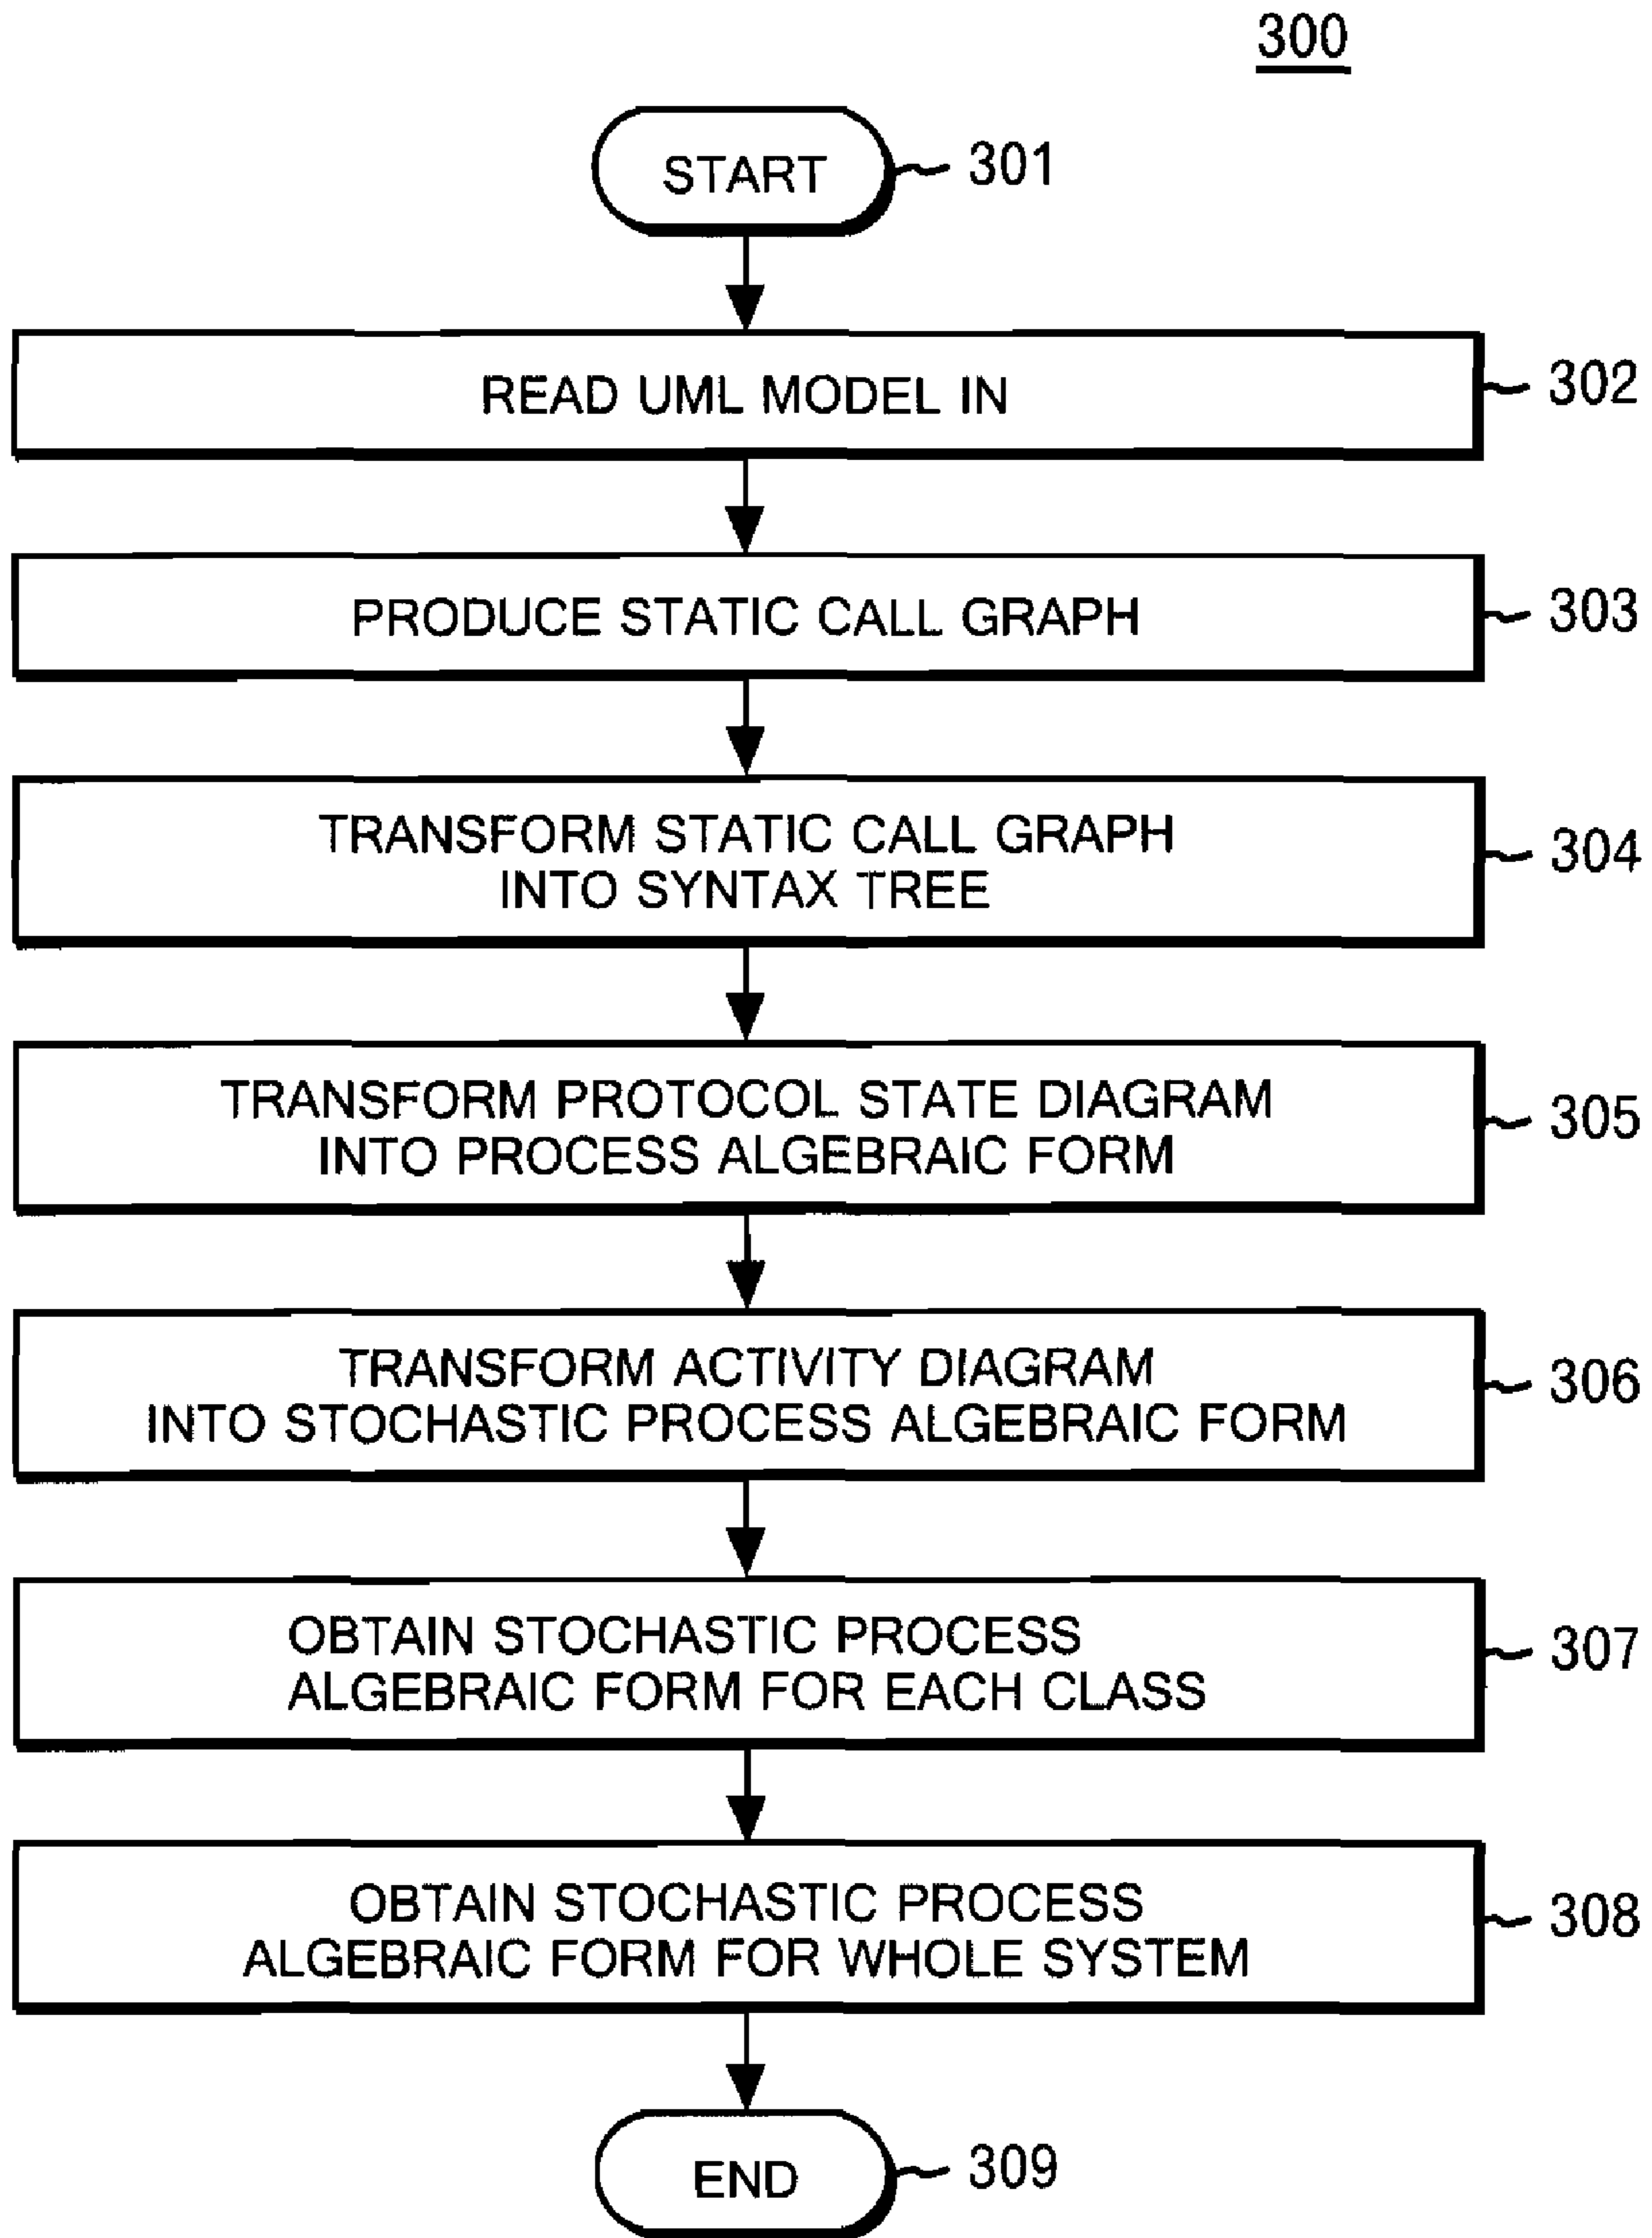 300
START
301
READ UML MODEL IN
302
PRODUCE STATIC CALL GRAPH
303
TRANSFORM STATIC CALL GRAPH
INTO SYNTAX TREE
304
TRANSFORM PROTOCOL STATE DIAGRAM
INTO PROCESS ALGEBRAIC FORM
305
TRANSFORM ACTIVITY DIAGRAM
INTO STOCHASTIC PROCESS ALGEBRAIC FORM
306
OBTAIN STOCHASTIC PROCESS
ALGEBRAIC FORM FOR EACH CLASS
307
OBTAIN STOCHASTIC PROCESS
ALGEBRAIC FORM FOR WHOLE SYSTEM
308
END
309